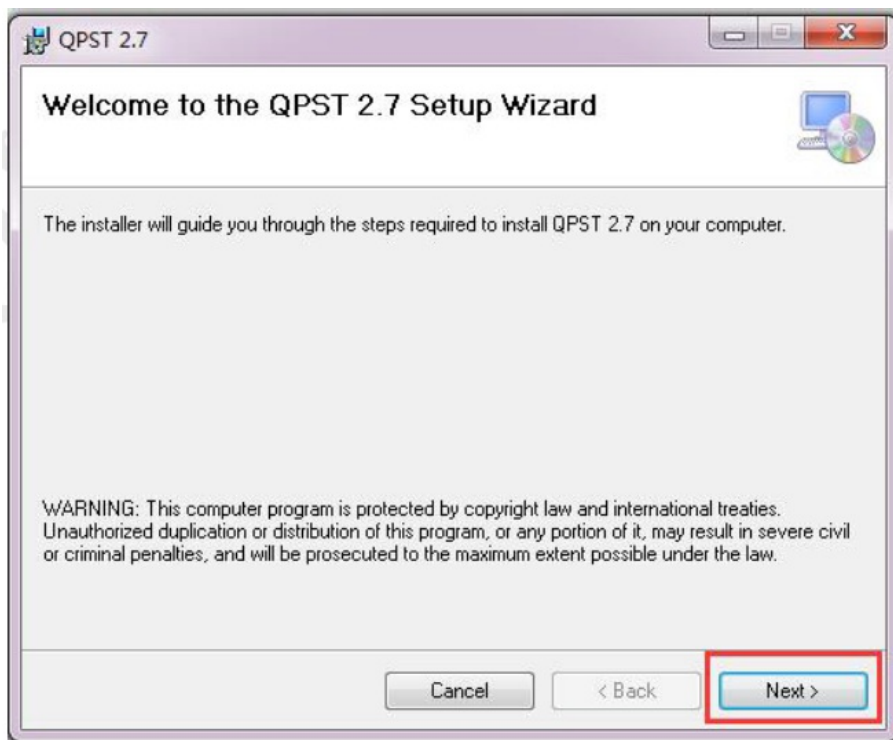 QPST 2.7
Welcome to the QPST 2.7 Setup Wizard
The installer will guide you through the steps required to install QPST 2.7 on your computer.
WARNING: This computer program is protected by copyright law and international treaties.
Unauthorized duplication or distribution of this program, or any portion of it, may result in severe civil
or criminal penalties, and will be prosecuted to the maximum extent possible under the law.
Cancel < Back Next >